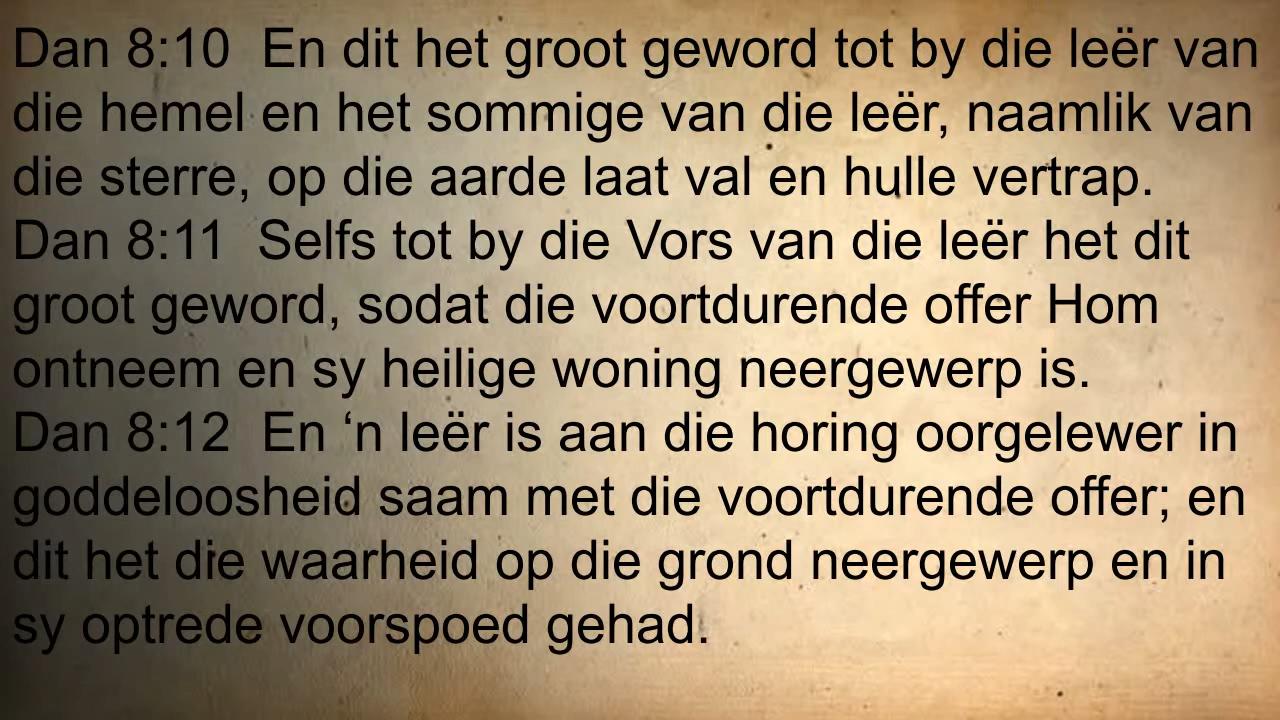 Dan 8:10  En dit het groot geword tot by die leër van
die hemel en het sommige van die leër, naamlik van
die sterre, op die aarde laat val en hulle vertrap.
Dan 8:11  Selfs tot by die Vors van die leër het dit
groot geword, sodat die voortdurende offer Hom
ontneem en sy heilige woning neergewerp is.
Dan 8:12  En ‘n leër is aan die horing oorgelewer in
goddeloosheid saam met die voortdurende offer; en
dit het die waarheid op die grond neergewerp en in
sy optrede voorspoed gehad.